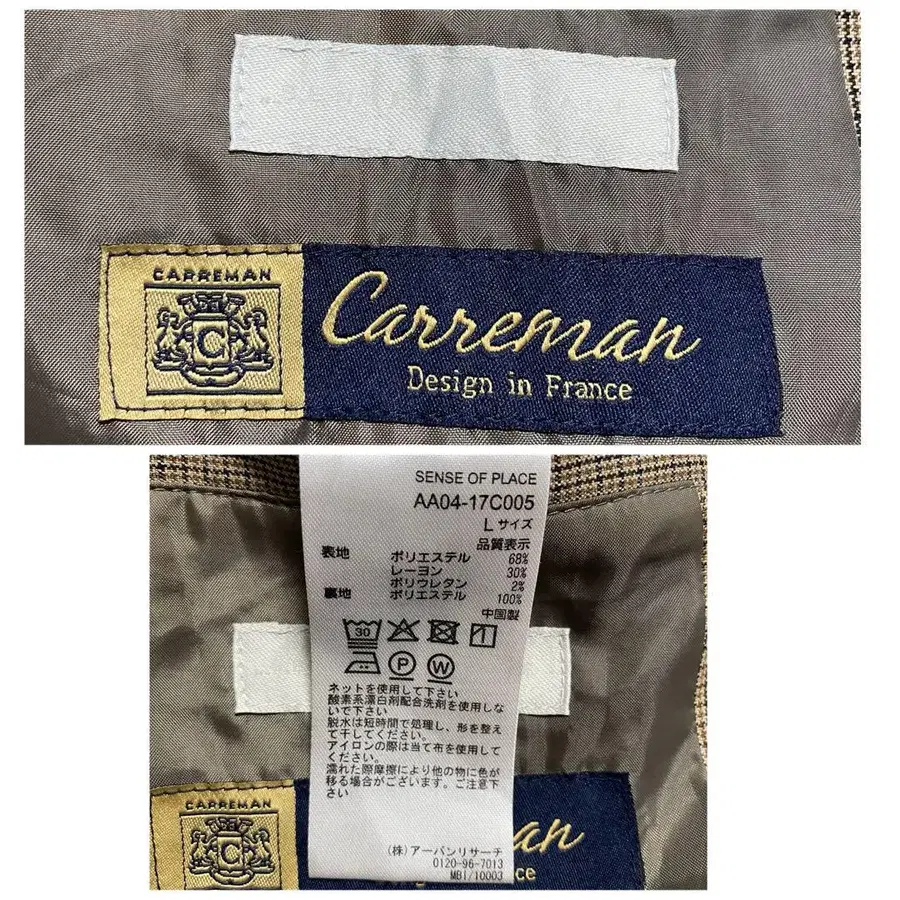 CARREMAN
C
Carreman
Design in France
SENSE OF PLACE
AA04-17C005
L サイズ
品質表示
表地 ポリエステル 68%
レーヨン 30%
ポリウレタン 2%
裏地 ポリエステル 100%
中国製
30
P W
ネットを使用して下さい
酸素系漂白剤配合洗剤を使用しな
いで下さい
脱水は短時間で処理し、形を整え
て干してください。
アイロンの際は当て布を使用して
ください。
濡れた際摩擦により他の物に色が
移る場合がございます。ご注意下
さい
(株)アーバンリサーチ
0120-96-7013
MBI/10003
CARREMAN
C
an
ce